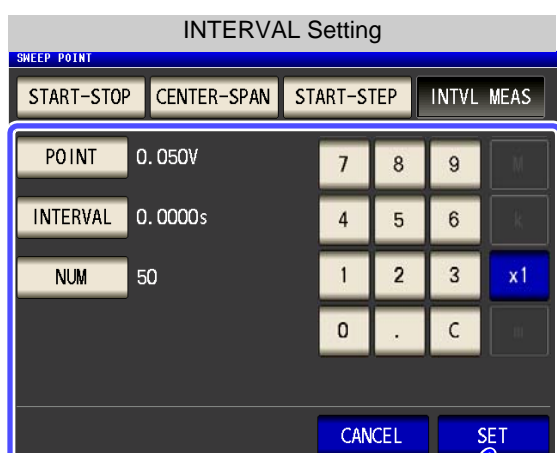 INTERVAL Setting
SWEEP POINT
START-STOP CENTER-SPAN START-STEP INTVL MEAS
POINT 0.050V 7 8 9 M
INTERVAL 0.0000s 4 5 6 k
NUM 50 1 2 3 x1
0 . C m
CANCEL SET